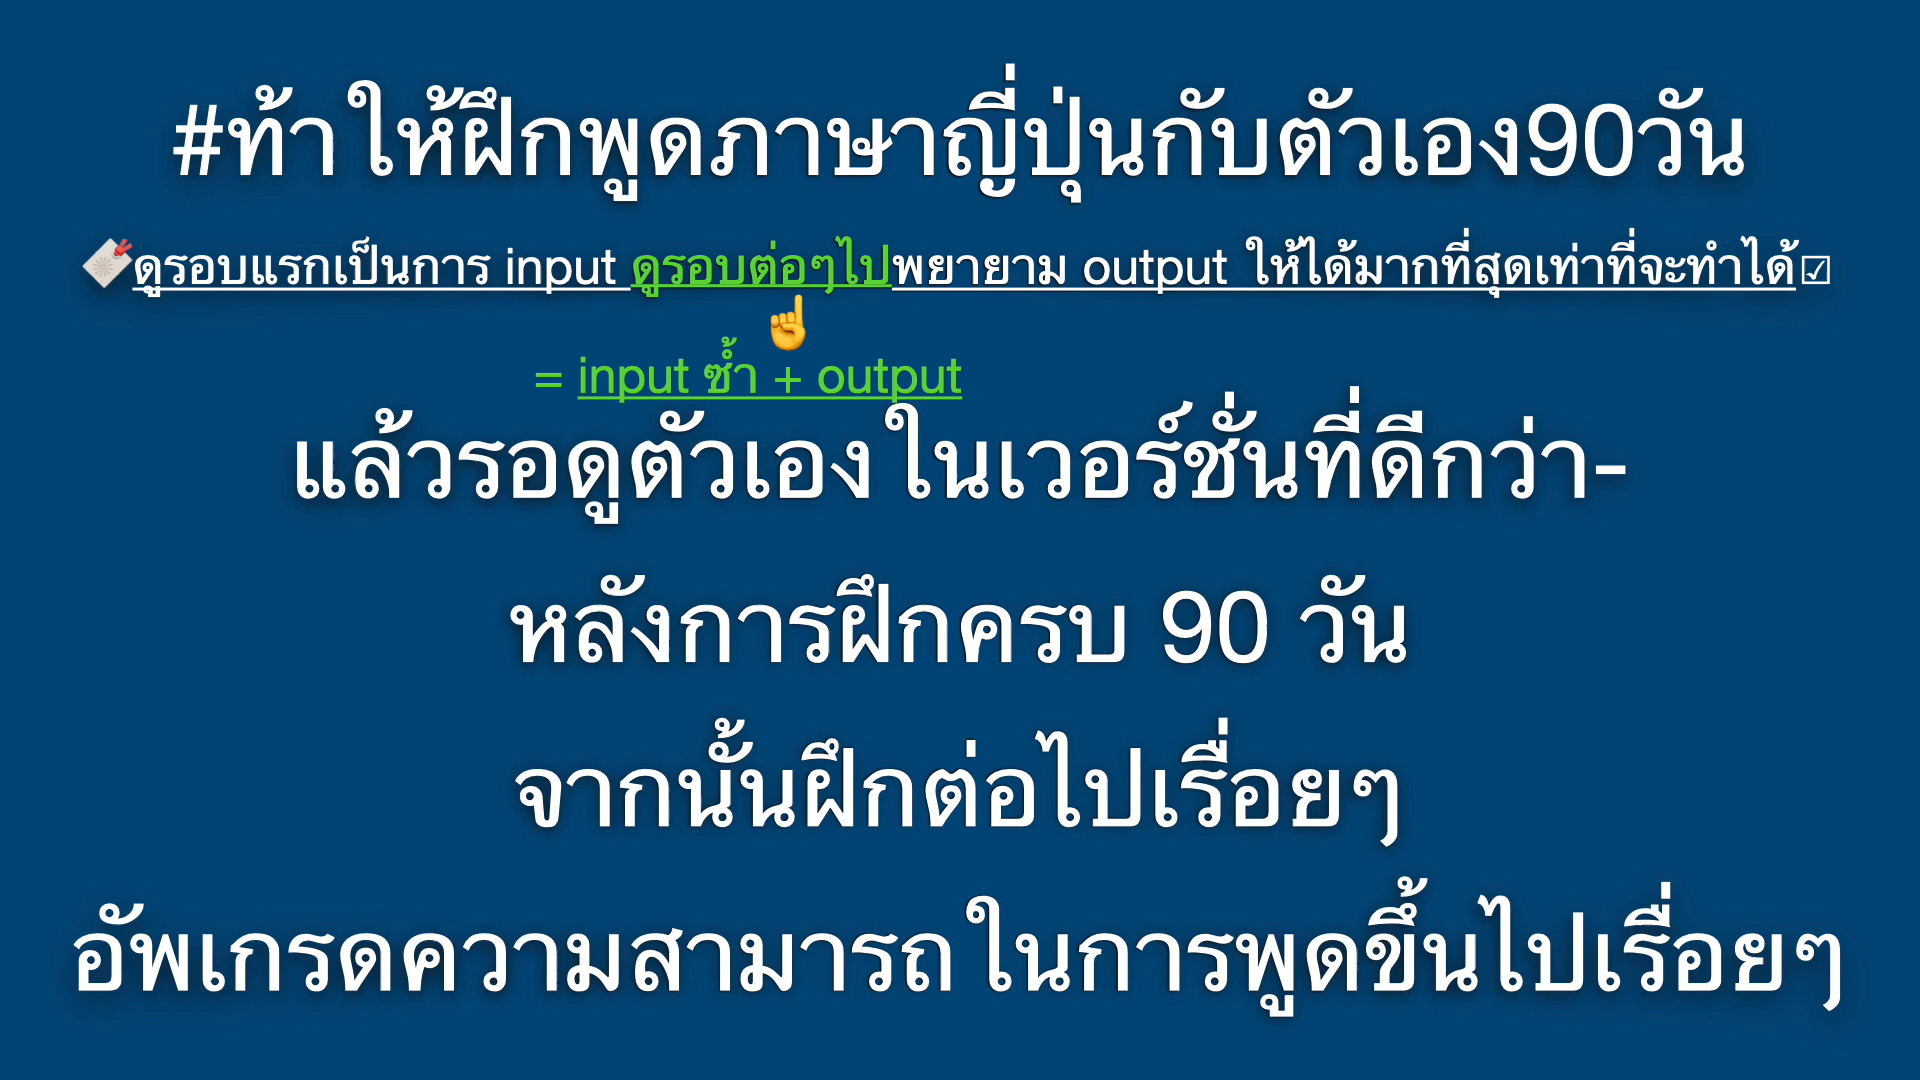 #ท้าให้ฝึกพูดภาษาญี่ปุ่นกับตัวเอง90วัน
ดูรอบแรกเป็นการ input ดูรอบต่อๆไปพยายาม output ให้ได้มากที่สุดเท่าที่จะทำได้☑
= input ซ้ำ + output
แล้วรอดูตัวเองในเวอร์ชั่นที่ดีกว่า-
หลังการฝึกครบ 90 วัน
จากนั้นฝึกต่อไปเรื่อยๆ
อัพเกรดความสามารถในการพูดขึ้นไปเรื่อยๆ